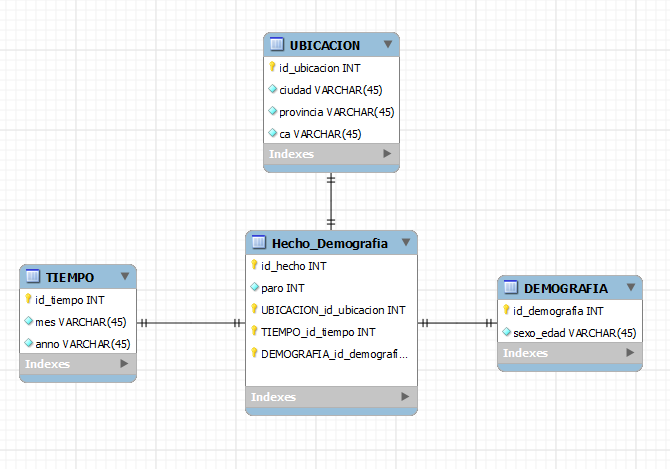 UBICACION
id_ubicacion INT
ciudad VARCHAR(45)
provincia VARCHAR(45)
ca VARCHAR(45)
Indexes
TIEMPO
id_tiempo INT
mes VARCHAR(45)
anno VARCHAR(45)
Indexes
Hecho_Demografia
id_hecho INT
paro INT
UBICACION_id_ubicacion INT
TIEMPO_id_tiempo INT
DEMOGRAFIA_id_demografi...
Indexes
DEMOGRAFIA
id_demografia INT
sexo_edad VARCHAR(45)
Indexes